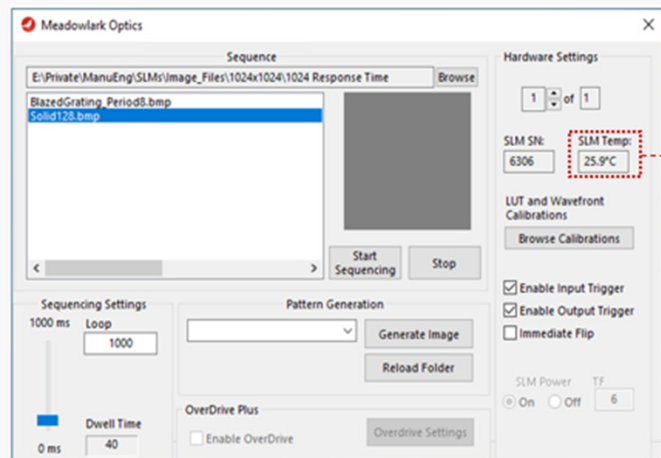 Meadowlark Optics
Sequence
E:\Private\ManuEng\SLMs\Image_Files\1024x1024\1024 Response Time
Browse
BlazedGrating_Period8.bmp
Solid128.bmp
Start
Sequencing
Stop
Sequencing Settings
1000 ms
Loop
1000
Dwell Time
40
0 ms
Pattern Generation
Generate Image
Reload Folder
OverDrive Plus
Enable OverDrive
Overdrive Settings
Hardware Settings
1 of 1
SLM SN:
6306
SLM Temp:
25.9°C
LUT and Wavefront
Calibrations
Browse Calibrations
Enable Input Trigger
Enable Output Trigger
Immediate Flip
SLM Power
On
Off
TF
6